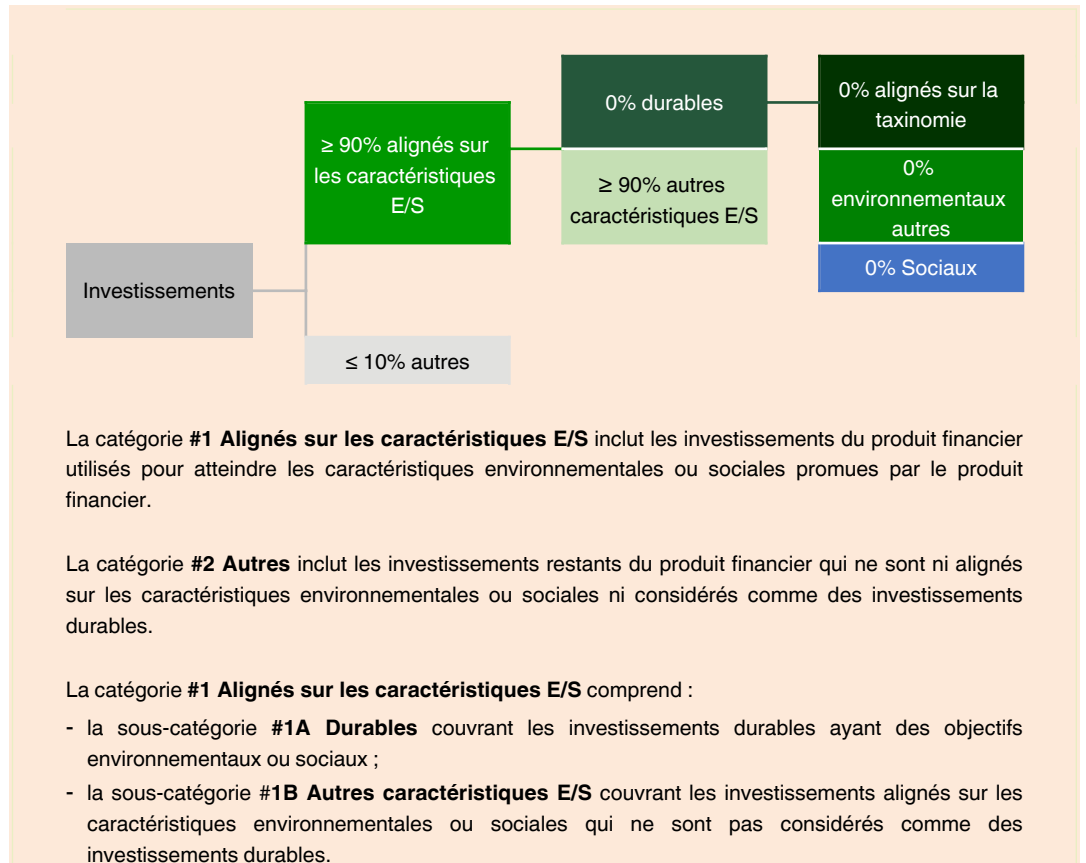 0% durables
0% alignés sur la
taxinomie
≥ 90% alignés sur
les caractéristiques
E/S
≥ 90% autres
caractéristiques E/S
0%
environnementaux
autres
0% Sociaux
Investissements
≤ 10% autres
La catégorie #1 Alignés sur les caractéristiques E/S inclut les investissements du produit financier
utilisés pour atteindre les caractéristiques environnementales ou sociales promues par le produit
financier.
La catégorie #2 Autres inclut les investissements restants du produit financier qui ne sont ni alignés
sur les caractéristiques environnementales ou sociales ni considérés comme des investissements
durables.
La catégorie #1 Alignés sur les caractéristiques E/S comprend :
- la sous-catégorie #1A Durables couvrant les investissements durables ayant des objectifs
environnementaux ou sociaux ;
- la sous-catégorie #1B Autres caractéristiques E/S couvrant les investissements alignés sur les
caractéristiques environnementales ou sociales qui ne sont pas considérés comme des
investissements durables.